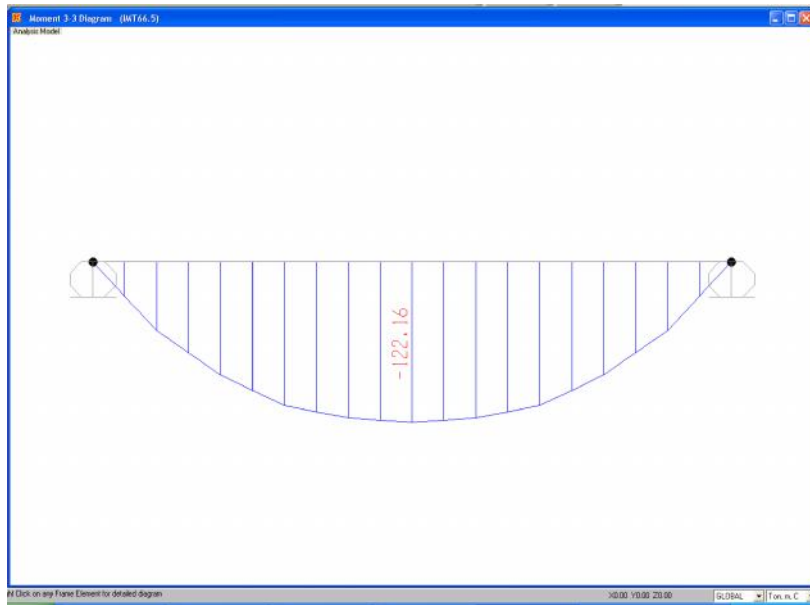 Moment 3-3 Diagram (IMT66.5)
Analysis Model
-122.16
Click on any Frame Element for detailed diagram
X0.00 Y0.00 Z0.00
GLOBAL
Ton, m, C